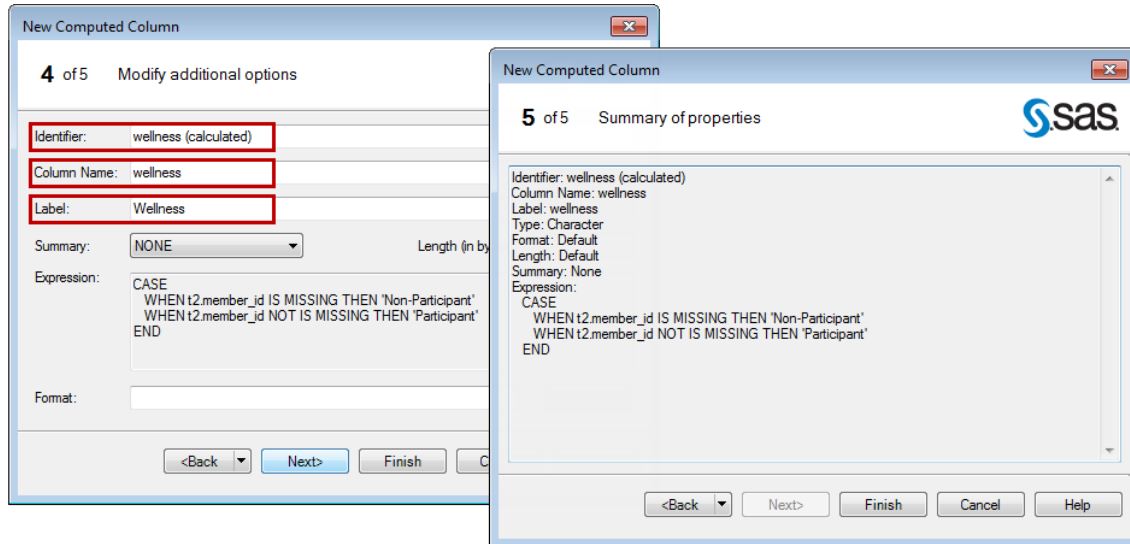 New Computed Column
4 of 5 Modify additional options
Identifier: wellness (calculated)
Column Name: wellness
Label: Wellness
Summary: NONE Length (in by
Expression:
CASE
WHEN t2.member_id IS MISSING THEN 'Non-Participant'
WHEN t2.member_id NOT IS MISSING THEN 'Participant'
END
Format:
<Back Next> Finish C
New Computed Column
5 of 5 Summary of properties
sas
Identifier: wellness (calculated)
Column Name: wellness
Label: wellness
Type: Character
Format: Default
Length: Default
Summary: None
Expression:
CASE
WHEN t2.member_id IS MISSING THEN 'Non-Participant'
WHEN t2.member_id NOT IS MISSING THEN 'Participant'
END
<Back Next> Finish Cancel Help